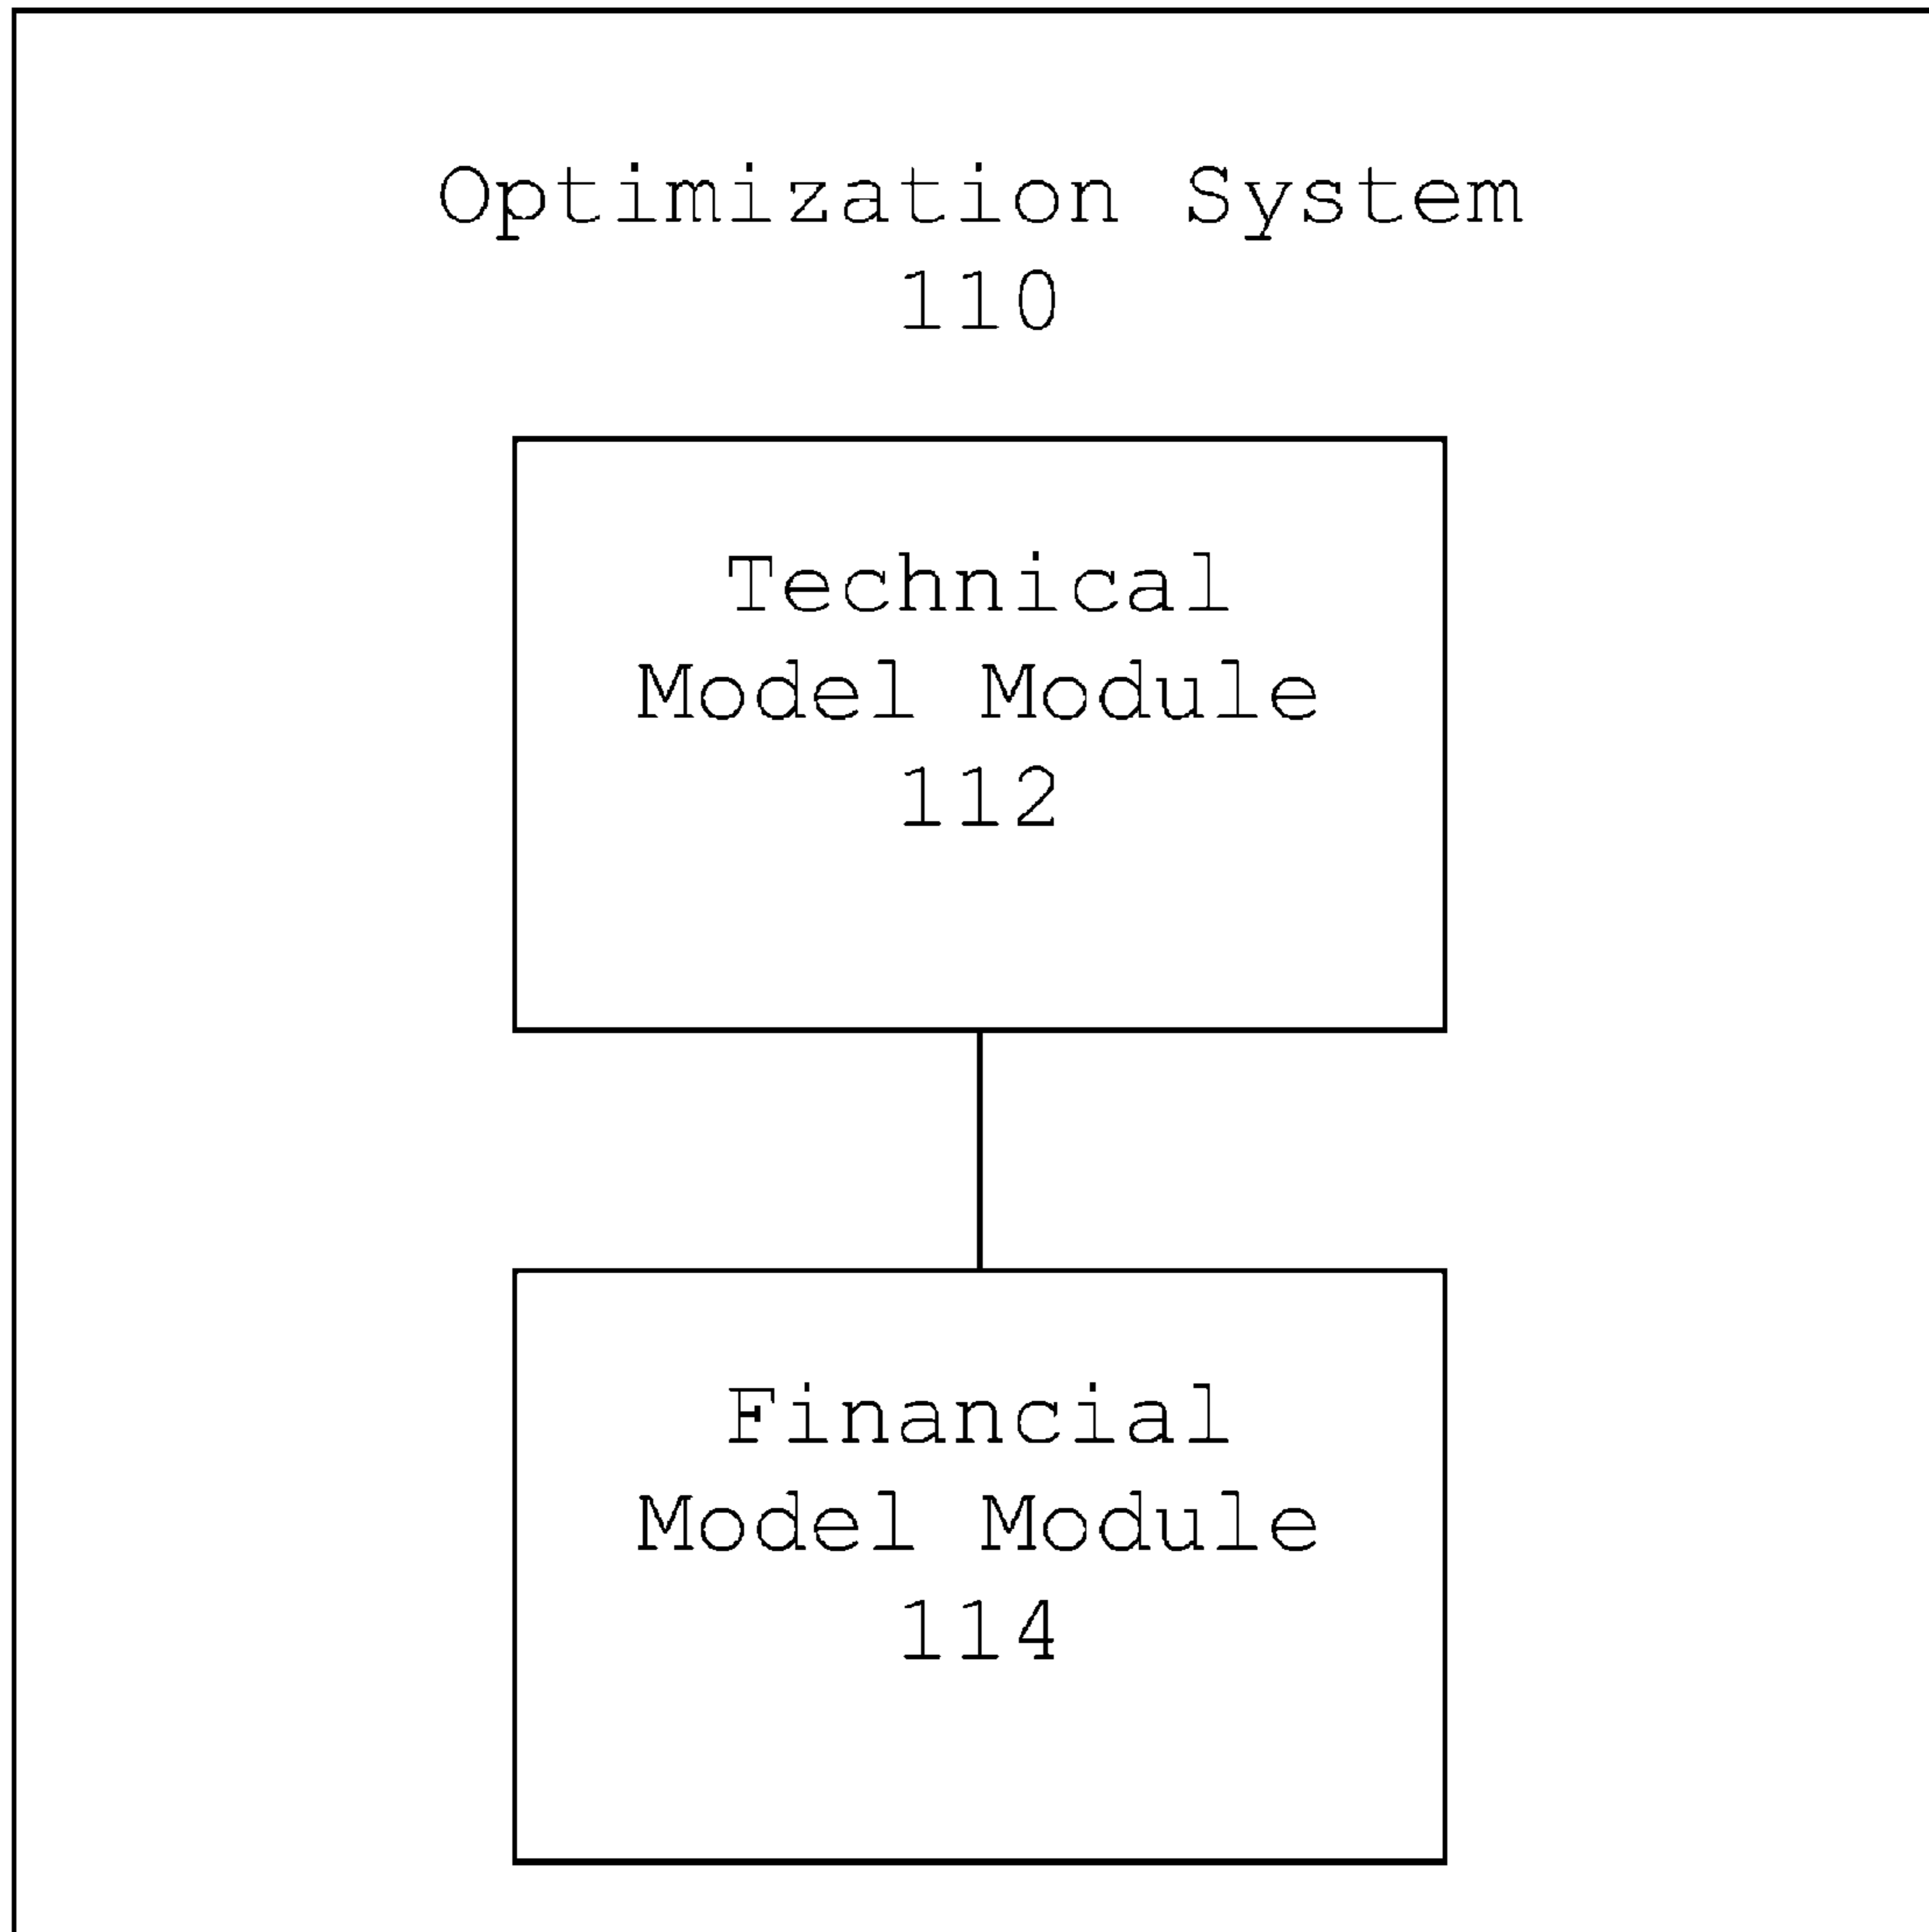 Optimization System
110
Technical
Model Module
112
Financial
Model Module
114